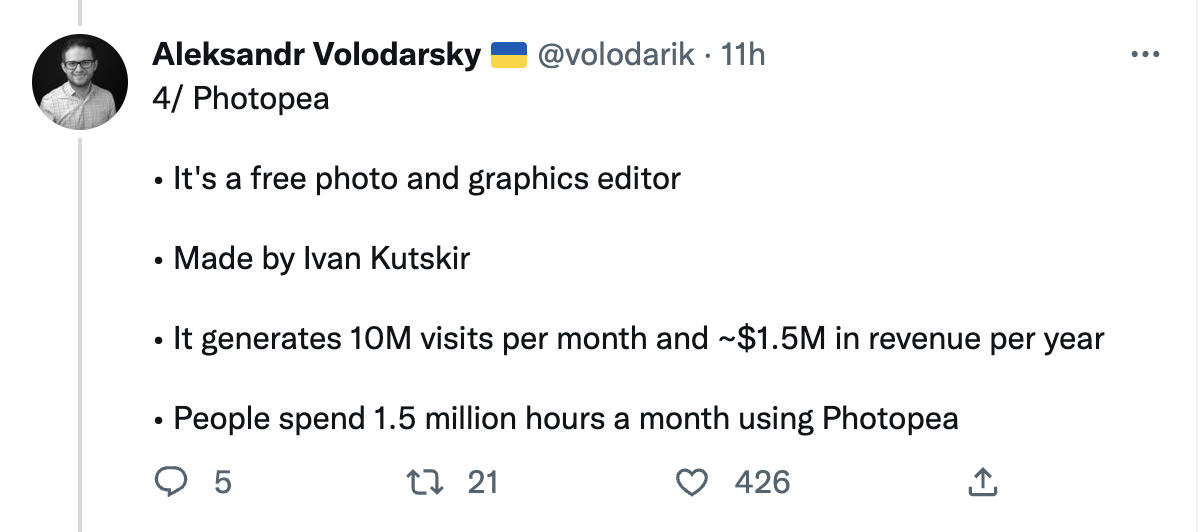 Aleksandr Volodarsky 🇺🇦 @volodarik · 11h
4/ Photopea
• It's a free photo and graphics editor
• Made by Ivan Kutskir
• It generates 10M visits per month and ~$1.5M in revenue per year
• People spend 1.5 million hours a month using Photopea
5 21 426